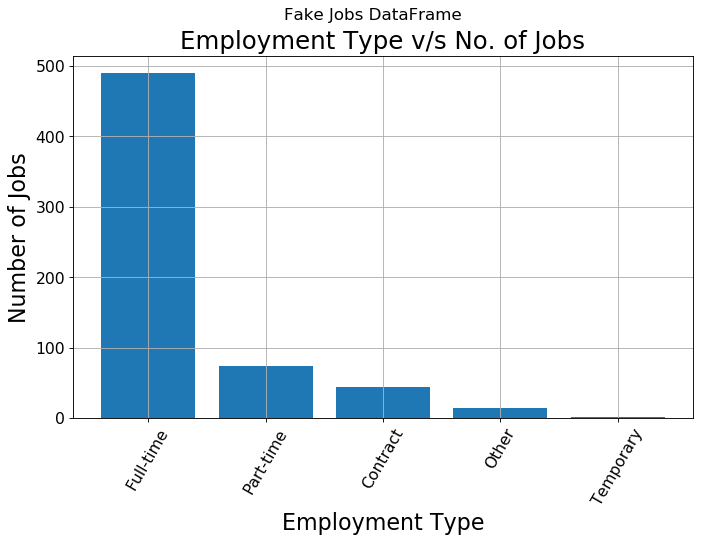 Fake Jobs DataFrame
Employment Type v/s No. of Jobs
Number of Jobs
500
400
300
200
100
0
Full-time
Part-time
Contract
Other
Temporary
Employment Type